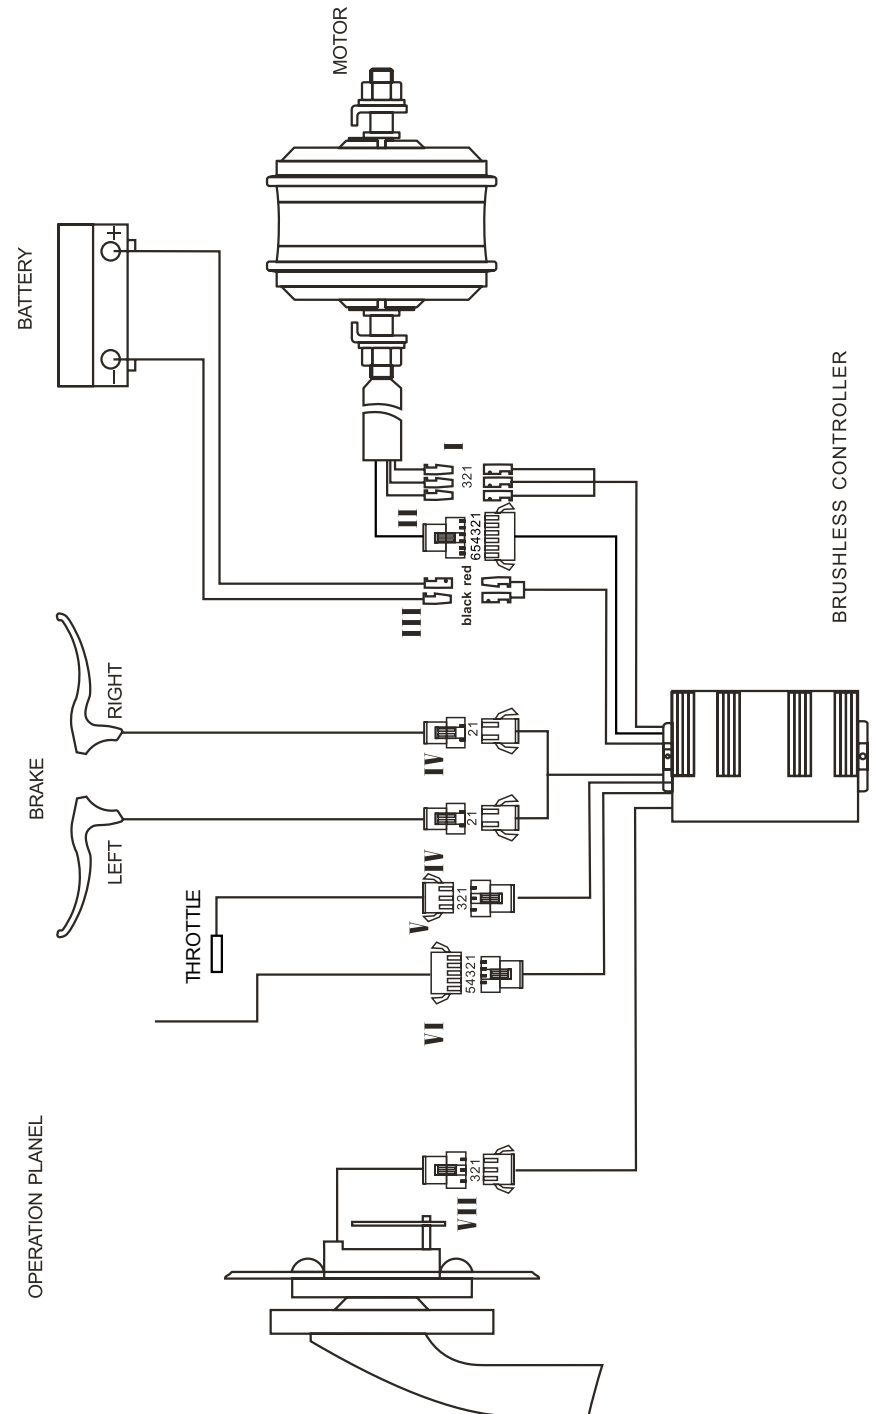 MOTOR
BATTERY
+
−
I
321
II
654321
black red
III
BRUSHLESS CONTROLLER
RIGHT
21
IV
BRAKE
LEFT
21
IV
THROTTLE
321
V
54321
VI
OPERATION PLANEL
321
VII